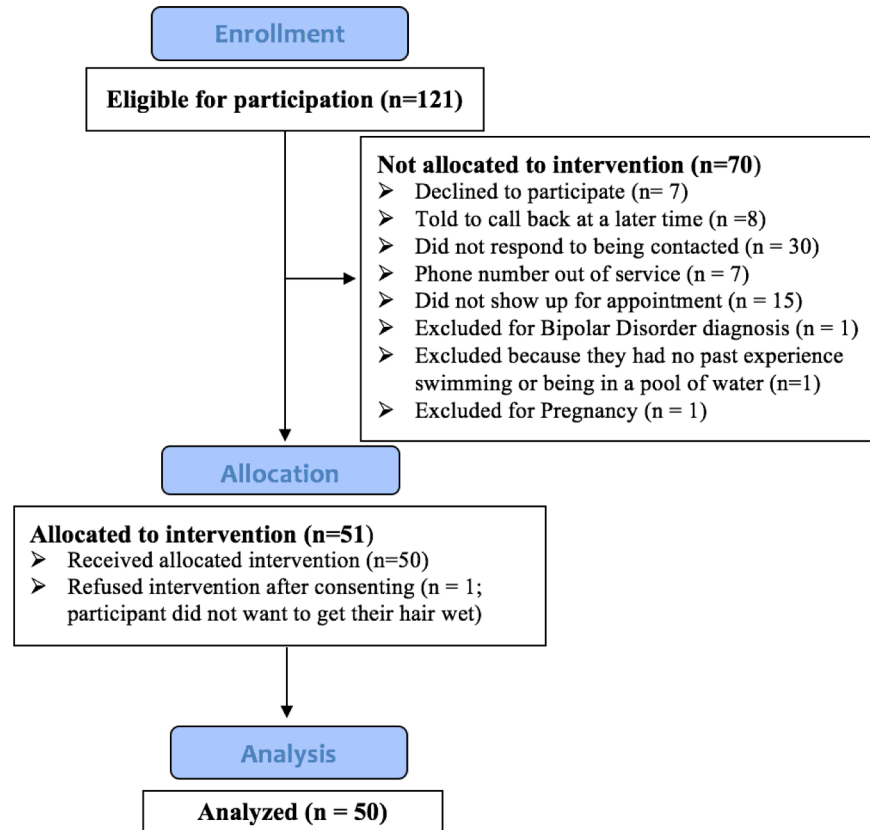 Enrollment
Eligible for participation (n=121)
Not allocated to intervention (n=70)
➢ Declined to participate (n= 7)
➢ Told to call back at a later time (n =8)
➢ Did not respond to being contacted (n = 30)
➢ Phone number out of service (n = 7)
➢ Did not show up for appointment (n = 15)
➢ Excluded for Bipolar Disorder diagnosis (n = 1)
➢ Excluded because they had no past experience
swimming or being in a pool of water (n=1)
➢ Excluded for Pregnancy (n = 1)
Allocation
Allocated to intervention (n=51)
➢ Received allocated intervention (n=50)
➢ Refused intervention after consenting (n = 1;
participant did not want to get their hair wet)
Analysis
Analyzed (n = 50)